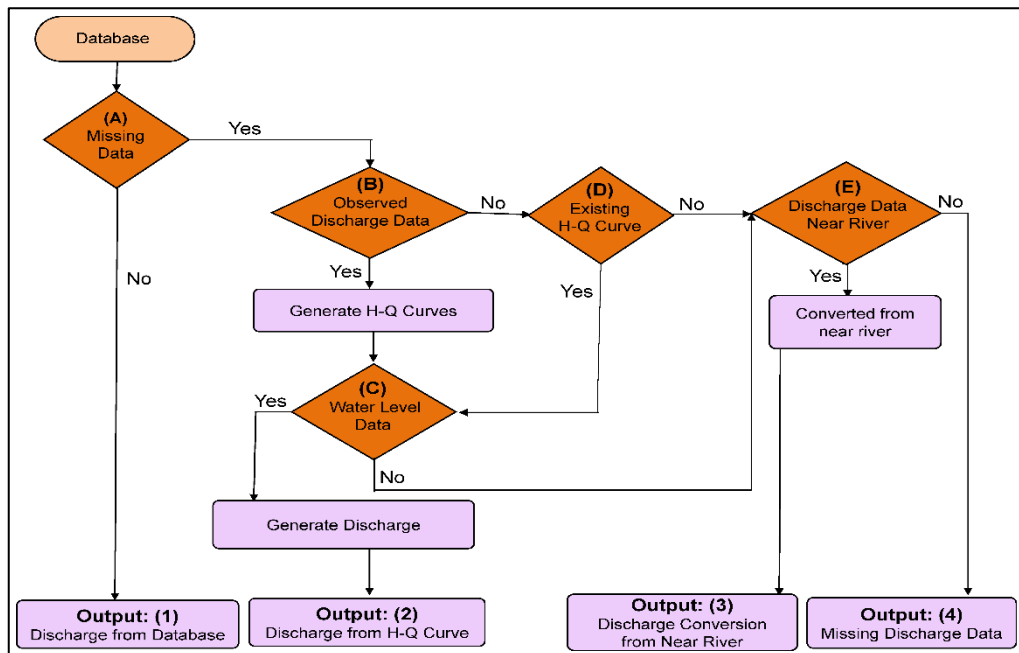 Database
(A)
Missing
Data
Yes
(B)
Observed
Discharge Data
No
(D)
Existing
H-Q Curve
No
(E)
Discharge Data
Near River
No
No
Yes
Yes
Yes
Generate H-Q Curves
Converted from
near river
(C)
Water Level
Data
Yes
No
Generate Discharge
Output: (1)
Discharge from Database
Output: (2)
Discharge from H-Q Curve
Output: (3)
Discharge Conversion
from Near River
Output: (4)
Missing Discharge Data